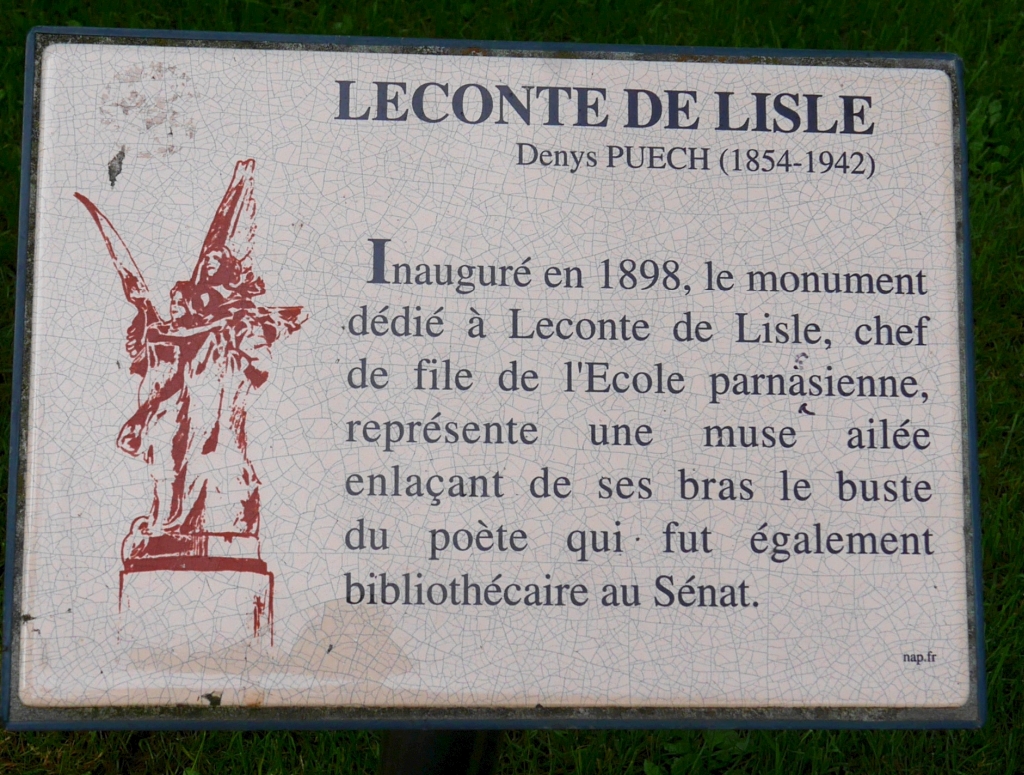 LECONTE DE LISLE
Denys PUECH (1854-1942)
Inauguré en 1898, le monument
dédié à Leconte de Lisle, chef
de file de l'Ecole parnasienne,
représente une muse ailée
enlaçant de ses bras le buste
du poète qui fut également
bibliothécaire au Sénat.
nap.fr